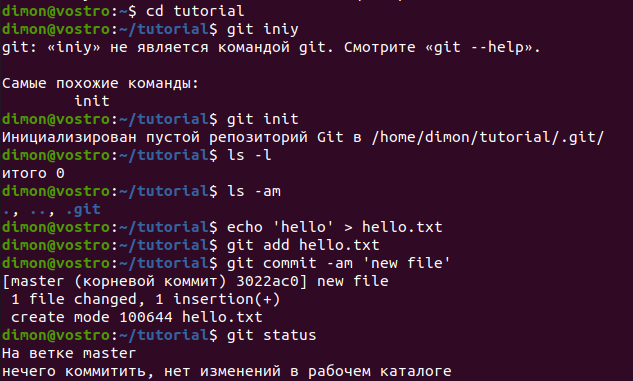 dimon@vostro:~$ cd tutorial
dimon@vostro:~/tutorial$ git iniy
git: «iniy» не является командой git. Смотрите «git --help».
Самые похожие команды:
init
dimon@vostro:~/tutorial$ git init
Инициализирован пустой репозиторий Git в /home/dimon/tutorial/.git/
dimon@vostro:~/tutorial$ ls -l
итого 0
dimon@vostro:~/tutorial$ ls -am
., .., .git
dimon@vostro:~/tutorial$ echo 'hello' > hello.txt
dimon@vostro:~/tutorial$ git add hello.txt
dimon@vostro:~/tutorial$ git commit -am 'new file'
[master (корневой коммит) 3022ac0] new file
1 file changed, 1 insertion(+)
create mode 100644 hello.txt
dimon@vostro:~/tutorial$ git status
На ветке master
нечего коммитить, нет изменений в рабочем каталоге